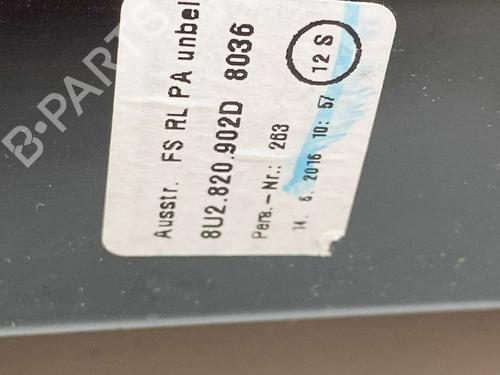 Ausstr. FS RL PA unbel
8U2.820.902D 8036
Pers.-Nr.: 263
14. 6. 2016 10: 57
12 S
B-PARTS